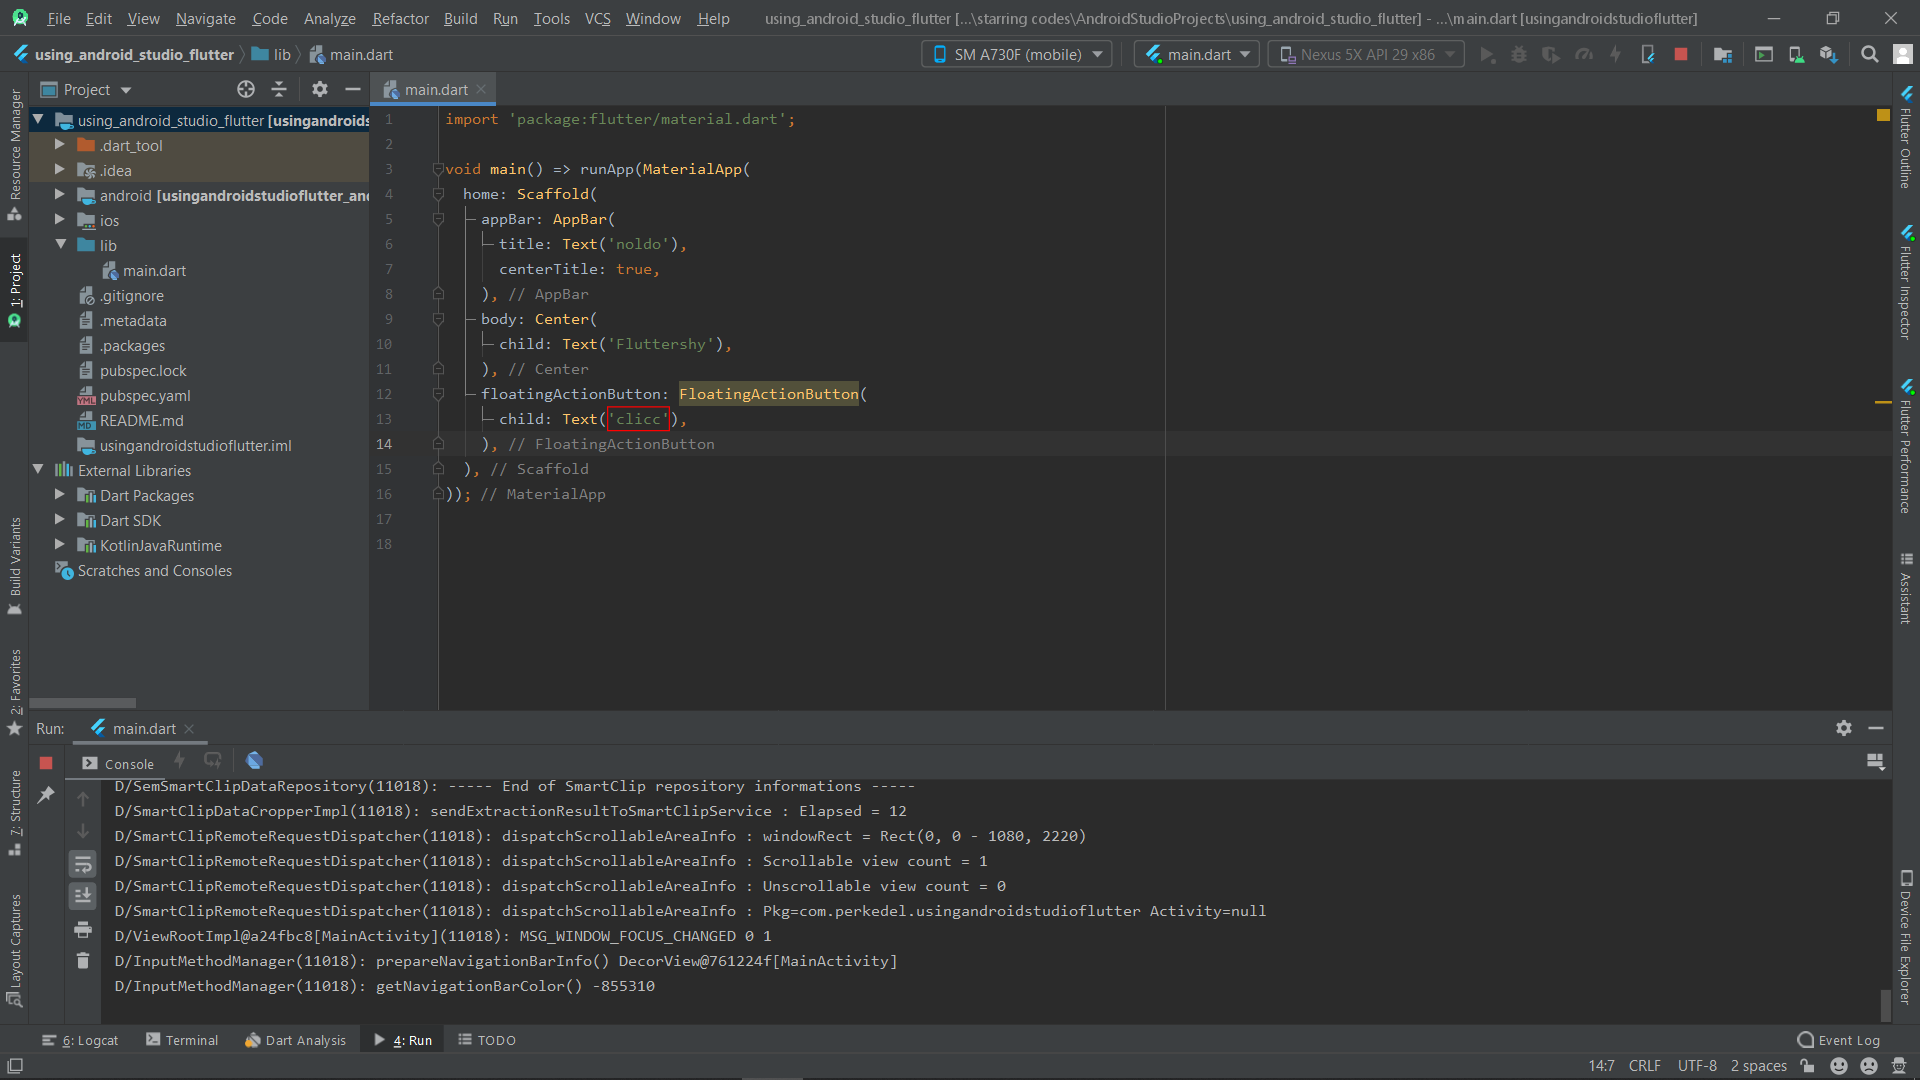 File Edit View Navigate Code Analyze Refactor Build Run Tools VCS Window Help using_android_studio_flutter [...\starring codes\AndroidStudioProjects\using_android_studio_flutter] - ...\main.dart [usingandroidstudioflutter]
using_android_studio_flutter lib main.dart SM A730F (mobile) main.dart Nexus 5X API 29 x86
Project main.dart
using_android_studio_flutter [usingandroids
.dart_tool
.idea
android [usingandroidstudioflutter_an
ios
lib
main.dart
.gitignore
.metadata
.packages
pubspec.lock
pubspec.yaml
README.md
usingandroidstudioflutter.iml
External Libraries
Dart Packages
Dart SDK
KotlinJavaRuntime
Scratches and Consoles
Resource Manager
1: Project
Build Variants
2: Favorites
7: Structure
Layout Captures
1 import 'package:flutter/material.dart';
2
3 void main() => runApp(MaterialApp(
4 home: Scaffold(
5 appBar: AppBar(
6 title: Text('noldo'),
7 centerTitle: true,
8 ), // AppBar
9 body: Center(
10 child: Text('Fluttershy'),
11 ), // Center
12 floatingActionButton: FloatingActionButton(
13 child: Text('clicc'),
14 ), // FloatingActionButton
15 ), // Scaffold
16 )); // MaterialApp
17
18
Flutter Outline
Flutter Inspector
Flutter Performance
Assistant
Device File Explorer
Run: main.dart
Console
D/SemSmartClipDataRepository(11018): ----- End of SmartClip repository informations -----
D/SmartClipDataCropperImpl(11018): sendExtractionResultToSmartClipService : Elapsed = 12
D/SmartClipRemoteRequestDispatcher(11018): dispatchScrollableAreaInfo : windowRect = Rect(0, 0 - 1080, 2220)
D/SmartClipRemoteRequestDispatcher(11018): dispatchScrollableAreaInfo : Scrollable view count = 1
D/SmartClipRemoteRequestDispatcher(11018): dispatchScrollableAreaInfo : Unscrollable view count = 0
D/SmartClipRemoteRequestDispatcher(11018): dispatchScrollableAreaInfo : Pkg=com.perkedel.usingandroidstudioflutter Activity=null
D/ViewRootImpl@a24fbc8[MainActivity](11018): MSG_WINDOW_FOCUS_CHANGED 0 1
D/InputMethodManager(11018): prepareNavigationBarInfo() DecorView@761224f[MainActivity]
D/InputMethodManager(11018): getNavigationBarColor() -855310
6: Logcat Terminal Dart Analysis 4: Run TODO Event Log
14:7 CRLF UTF-8 2 spaces